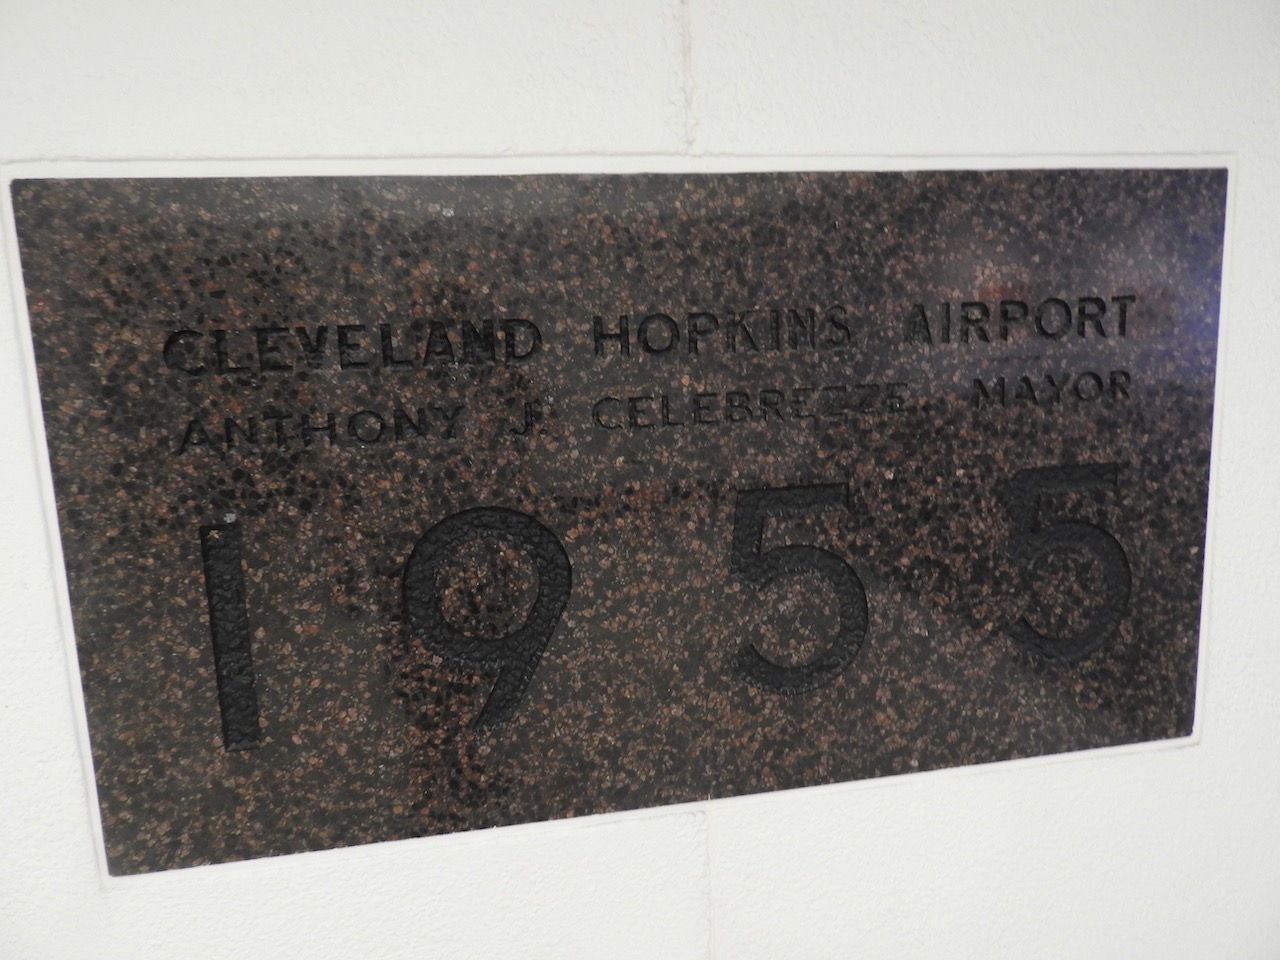 CLEVELAND HOPKINS AIRPORT
ANTHONY J. CELEBREZZE MAYOR
1955